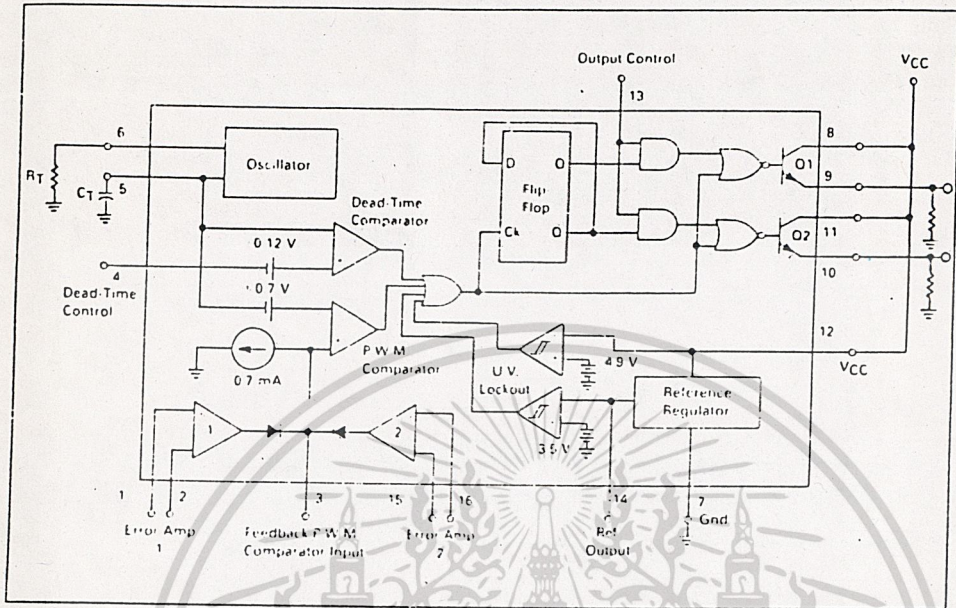 Output Control
VCC
13
6
8
Oscillator
RT
5
CT
D
Q
Q1
9
Flip
Flop
Dead-Time
Comparator
11
0.12 V
Ck
Q
Q2
4
0.7 V
10
Dead-Time
Control
12
P.W.M
Comparator
U.V.
Lockout
4.9 V
VCC
0.7 mA
Reference
Regulator
1
2
3.5 V
1
2
3
15
16
14
7
Gnd
Error Amp
1
Feedback P.W.M
Comparator Input
Error Amp
2
Ref
Output